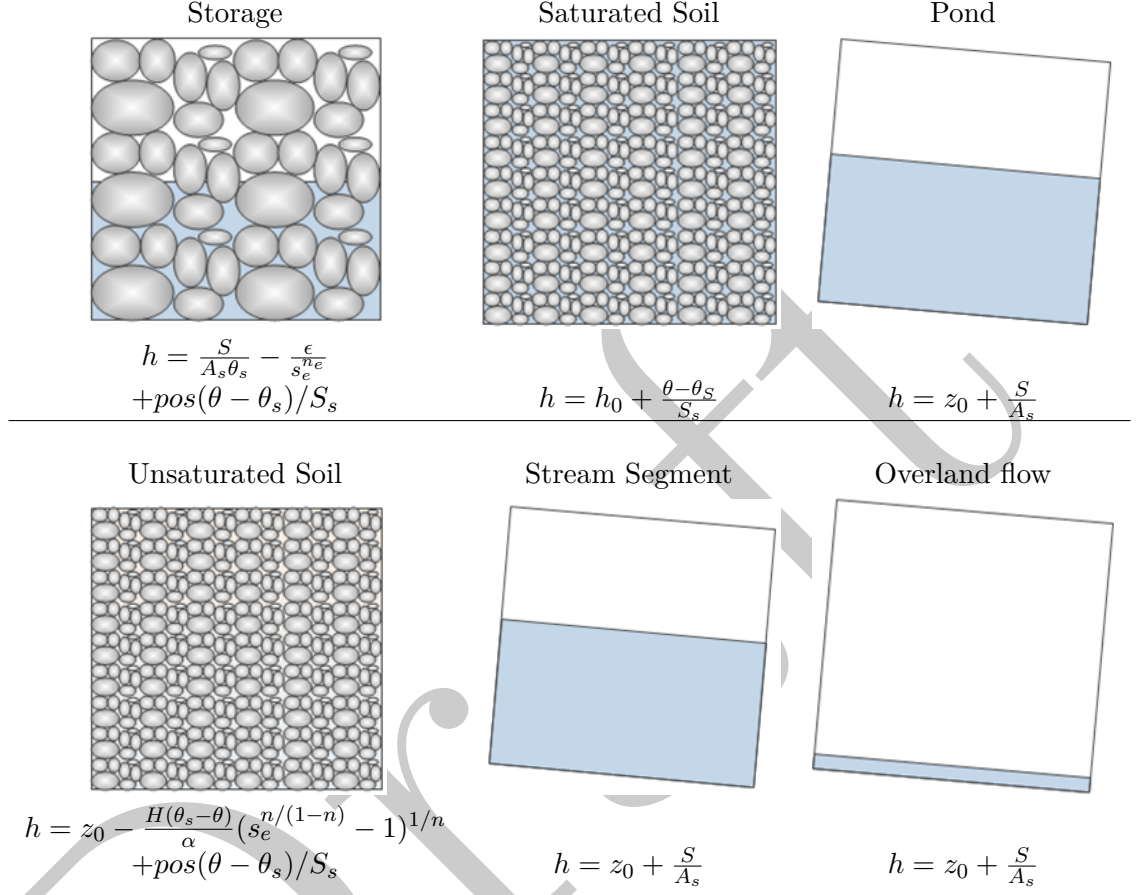 Storage
Saturated Soil
Pond
h = S/(A_s θ_s) − ϵ/s_e^{n_e}
+pos(θ − θ_s)/S_s
h = h_0 + (θ−θ_S)/S_s
h = z_0 + S/A_s
Unsaturated Soil
Stream Segment
Overland flow
h = z_0 − H(θ_s−θ)/α (s_e^{n/(1−n)} − 1)^{1/n}
+pos(θ − θ_s)/S_s
h = z_0 + S/A_s
h = z_0 + S/A_s